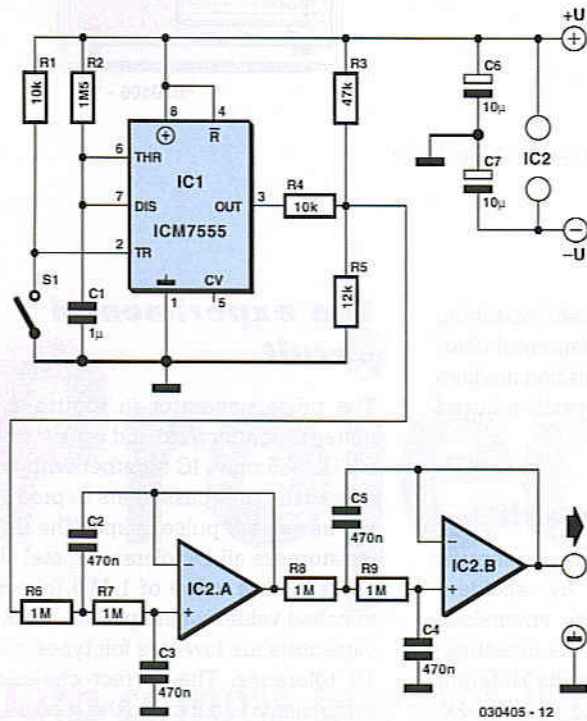 +U
R1
10k
R2
1M5
R3
47k
C6
10μ
C7
10μ
IC2
−U
8
4
R
6
THR
IC1
7
DIS
OUT
3
R4
10k
ICM7555
2
TR
CV
1
5
R5
12k
S1
C1
1μ
C2
470n
R6
1M
R7
1M
IC2.A
C3
470n
R8
1M
C5
470n
R9
1M
IC2.B
C4
470n
030405 - 12